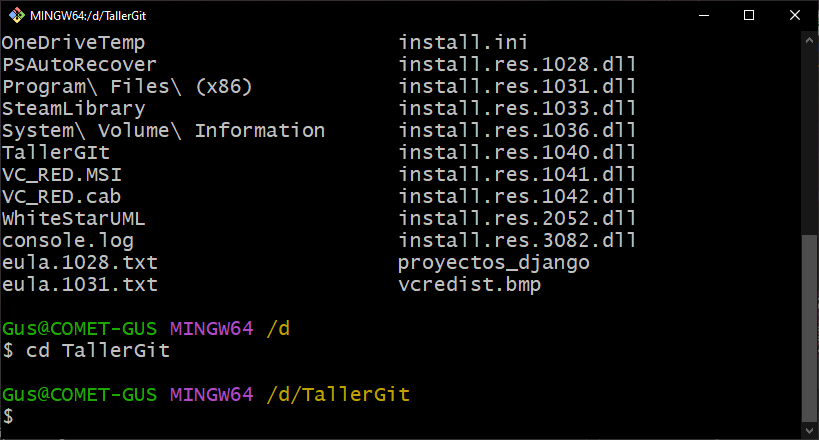 MINGW64:/d/TallerGit
OneDriveTemp install.ini
PSAutoRecover install.res.1028.dll
Program\ Files\ (x86) install.res.1031.dll
SteamLibrary install.res.1033.dll
System\ Volume\ Information install.res.1036.dll
TallerGIt install.res.1040.dll
VC_RED.MSI install.res.1041.dll
VC_RED.cab install.res.1042.dll
WhiteStarUML install.res.2052.dll
console.log install.res.3082.dll
eula.1028.txt proyectos_django
eula.1031.txt vcredist.bmp
Gus@COMET-GUS MINGW64 /d
$ cd TallerGit
Gus@COMET-GUS MINGW64 /d/TallerGit
$